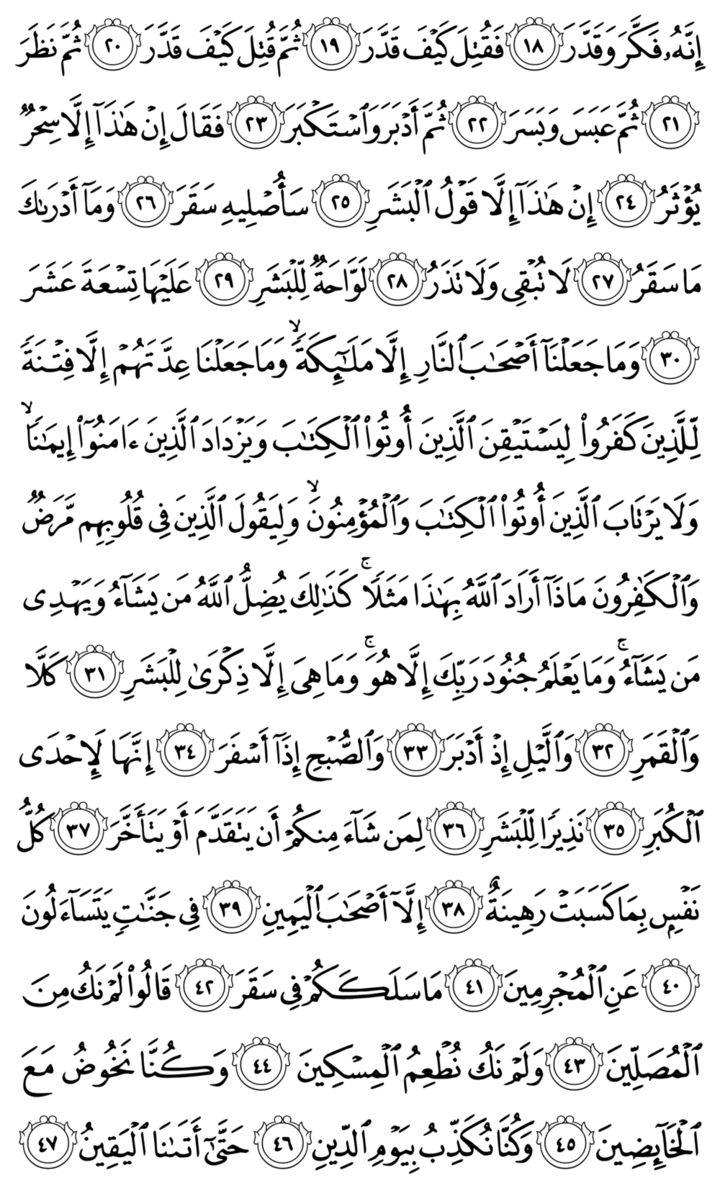 إِنَّهُۥ فَكَّرَ وَقَدَّرَ ١٨ فَقُتِلَ كَيۡفَ قَدَّرَ ١٩ ثُمَّ قُتِلَ كَيۡفَ قَدَّرَ ٢٠ ثُمَّ نَظَرَ
٢١ ثُمَّ عَبَسَ وَبَسَرَ ٢٢ ثُمَّ أَدۡبَرَ وَٱسۡتَكۡبَرَ ٢٣ فَقَالَ إِنۡ هَٰذَآ إِلَّا سِحۡرٞ
يُؤۡثَرُ ٢٤ إِنۡ هَٰذَآ إِلَّا قَوۡلُ ٱلۡبَشَرِ ٢٥ سَأُصۡلِيهِ سَقَرَ ٢٦ وَمَآ أَدۡرَىٰكَ
مَا سَقَرُ ٢٧ لَا تُبۡقِي وَلَا تَذَرُ ٢٨ لَوَّاحَةٞ لِّلۡبَشَرِ ٢٩ عَلَيۡهَا تِسۡعَةَ عَشَرَ
٣٠ وَمَا جَعَلۡنَآ أَصۡحَٰبَ ٱلنَّارِ إِلَّا مَلَٰٓئِكَةٗۖ وَمَا جَعَلۡنَا عِدَّتَهُمۡ إِلَّا فِتۡنَةٗ
لِّلَّذِينَ كَفَرُواْ لِيَسۡتَيۡقِنَ ٱلَّذِينَ أُوتُواْ ٱلۡكِتَٰبَ وَيَزۡدَادَ ٱلَّذِينَ ءَامَنُوٓاْ إِيمَٰنٗا
وَلَا يَرۡتَابَ ٱلَّذِينَ أُوتُواْ ٱلۡكِتَٰبَ وَٱلۡمُؤۡمِنُونَ وَلِيَقُولَ ٱلَّذِينَ فِي قُلُوبِهِم مَّرَضٞ
وَٱلۡكَٰفِرُونَ مَاذَآ أَرَادَ ٱللَّهُ بِهَٰذَا مَثَلٗاۚ كَذَٰلِكَ يُضِلُّ ٱللَّهُ مَن يَشَآءُ وَيَهۡدِي
مَن يَشَآءُۚ وَمَا يَعۡلَمُ جُنُودَ رَبِّكَ إِلَّا هُوَۚ وَمَا هِيَ إِلَّا ذِكۡرَىٰ لِلۡبَشَرِ ٣١ كَلَّا
وَٱلۡقَمَرِ ٣٢ وَٱلَّيۡلِ إِذۡ أَدۡبَرَ ٣٣ وَٱلصُّبۡحِ إِذَآ أَسۡفَرَ ٣٤ إِنَّهَا لَإِحۡدَى
ٱلۡكُبَرِ ٣٥ نَذِيرٗا لِّلۡبَشَرِ ٣٦ لِمَن شَآءَ مِنكُمۡ أَن يَتَقَدَّمَ أَوۡ يَتَأَخَّرَ ٣٧ كُلُّ
نَفۡسِۭ بِمَا كَسَبَتۡ رَهِينَةٌ ٣٨ إِلَّآ أَصۡحَٰبَ ٱلۡيَمِينِ ٣٩ فِي جَنَّٰتٖ يَتَسَآءَلُونَ
٤٠ عَنِ ٱلۡمُجۡرِمِينَ ٤١ مَا سَلَكَكُمۡ فِي سَقَرَ ٤٢ قَالُواْ لَمۡ نَكُ مِنَ
ٱلۡمُصَلِّينَ ٤٣ وَلَمۡ نَكُ نُطۡعِمُ ٱلۡمِسۡكِينَ ٤٤ وَكُنَّا نَخُوضُ مَعَ
ٱلۡخَآئِضِينَ ٤٥ وَكُنَّا نُكَذِّبُ بِيَوۡمِ ٱلدِّينِ ٤٦ حَتَّىٰٓ أَتَىٰنَا ٱلۡيَقِينُ ٤٧